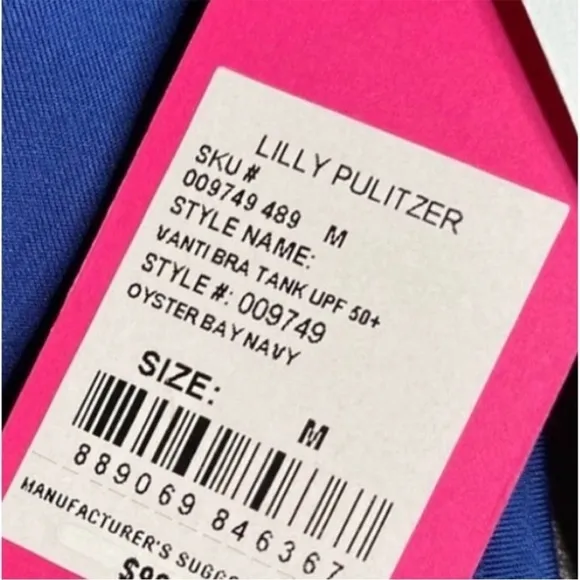 LILLY PULITZER
SKU #
009749 489 M
STYLE NAME:
VANTI BRA TANK UPF 50+
STYLE #: 009749
OYSTER BAY NAVY
SIZE: M
889069 846367
MANUFACTURER'S